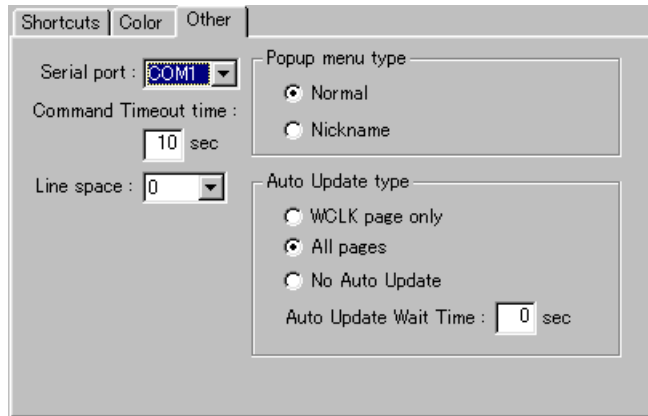 Shortcuts Color Other
Serial port : COM1
Command Timeout time :
10 sec
Line space : 0
Popup menu type
Normal
Nickname
Auto Update type
WCLK page only
All pages
No Auto Update
Auto Update Wait Time : 0 sec